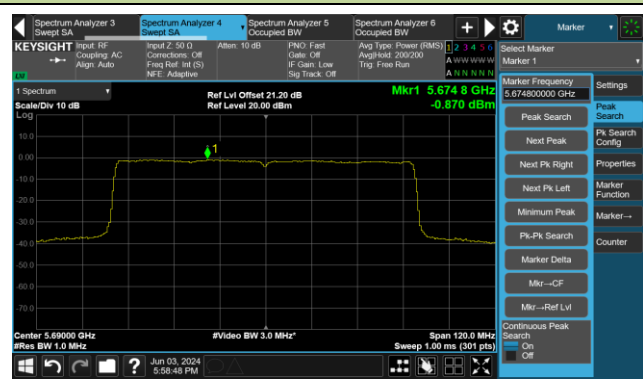 Spectrum Analyzer 3
Swept SA
Spectrum Analyzer 4
Swept SA
Spectrum Analyzer 5
Occupied BW
Spectrum Analyzer 6
Occupied BW
+
Marker
KEYSIGHT
Input: RF
Coupling: AC
Align: Auto
Input Z: 50 Ω
Corrections: Off
Freq Ref: Int (S)
NFE: Adaptive
Atten: 10 dB
PNO: Fast
Gate: Off
IF Gain: Low
Sig Track: Off
Avg Type: Power (RMS)
Avg|Hold: 200/200
Trig: Free Run
1 2 3 4 5 6
A W W W W W
A N N N N N
LW
Select Marker
Marker 1
1 Spectrum
Scale/Div 10 dB
Log
Ref Lvl Offset 21.20 dB
Ref Level 20.00 dBm
Mkr1 5.674 8 GHz
-0.870 dBm
1
10.0
0.00
-10.0
-20.0
-30.0
-40.0
-50.0
-60.0
-70.0
Center 5.69000 GHz
#Res BW 1.0 MHz
#Video BW 3.0 MHz*
Span 120.0 MHz
Sweep 1.00 ms (301 pts)
Marker Frequency
5.674800000 GHz
Peak Search
Next Peak
Next Pk Right
Next Pk Left
Minimum Peak
Pk-Pk Search
Marker Delta
Mkr→CF
Mkr→Ref Lvl
Continuous Peak
Search
On
Off
Settings
Peak
Search
Pk Search
Config
Properties
Marker
Function
Marker→
Counter
?
Jun 03, 2024
5:58:48 PM